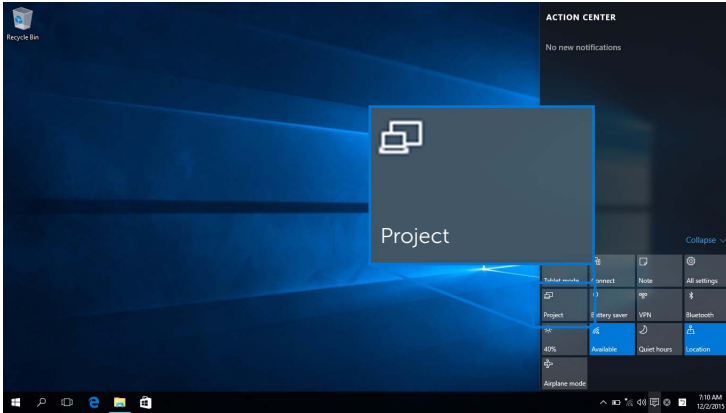 Recycle Bin
ACTION CENTER
No new notifications
Project
Collapse
Tablet mode
Connect
Note
All settings
Project
Battery saver
VPN
Bluetooth
40%
Available
Quiet hours
Location
Airplane mode
7:10 AM
12/2/2015